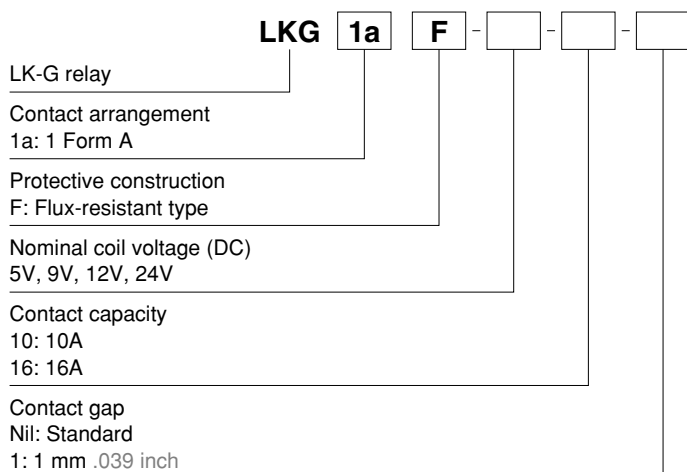 LKG 1a F - - -
LK-G relay
Contact arrangement
1a: 1 Form A
Protective construction
F: Flux-resistant type
Nominal coil voltage (DC)
5V, 9V, 12V, 24V
Contact capacity
10: 10A
16: 16A
Contact gap
Nil: Standard
1: 1 mm .039 inch